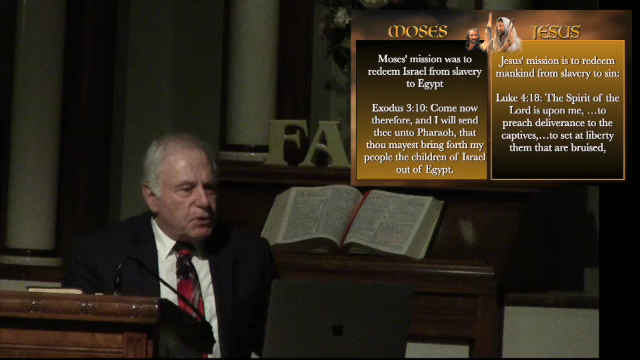 MOSES
Moses' mission was to
redeem Israel from slavery
to Egypt
Exodus 3:10: Come now
therefore, and I will send
thee unto Pharaoh, that
thou mayest bring forth my
people the children of Israel
out of Egypt.
JESUS
Jesus' mission is to redeem
mankind from slavery to sin:
Luke 4:18: The Spirit of the
Lord is upon me, …to
preach deliverance to the
captives,…to set at liberty
them that are bruised,
FA